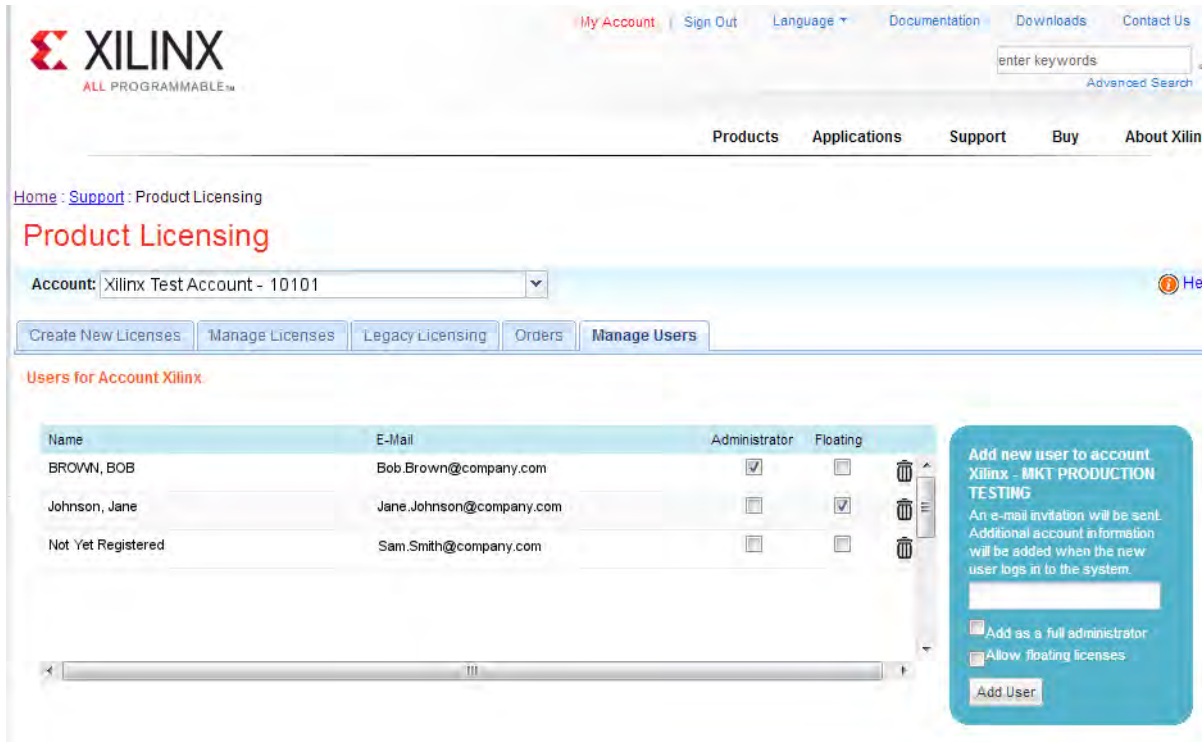 My Account | Sign Out Language Documentation Downloads Contact Us
XILINX
ALL PROGRAMMABLE™
enter keywords
Advanced Search
Products Applications Support Buy About Xilin
Home : Support : Product Licensing
Product Licensing
Account: Xilinx Test Account - 10101
He
Create New Licenses Manage Licenses Legacy Licensing Orders Manage Users
Users for Account Xilinx
Name E-Mail Administrator Floating
BROWN, BOB Bob.Brown@company.com
Johnson, Jane Jane.Johnson@company.com
Not Yet Registered Sam.Smith@company.com
Add new user to account
Xilinx - MKT PRODUCTION
TESTING
An e-mail invitation will be sent.
Additional account information
will be added when the new
user logs in to the system.
Add as a full administrator
Allow floating licenses
Add User